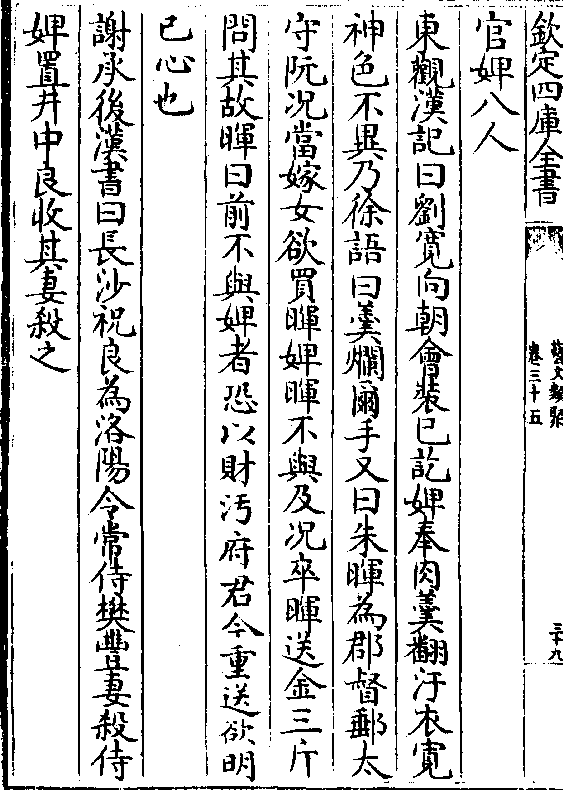 欽定四庫全書
藝文類聚
卷三十五
三十九
官婢八人
東觀漢記曰劉寛向朝會裝已訖婢奉肉羮翻汙衣寛
神色不異乃徐語曰羮爛爾手又曰朱暉為郡督郵太
守阮况當嫁女欲買暉婢暉不與及况卒暉送金三斤
問其故暉曰前不與婢者恐以財汚府君今重送欲明
已心也
謝承後漢書曰長沙祝良為洛陽令常侍樊豐妻殺侍
婢置井中良收其妻殺之